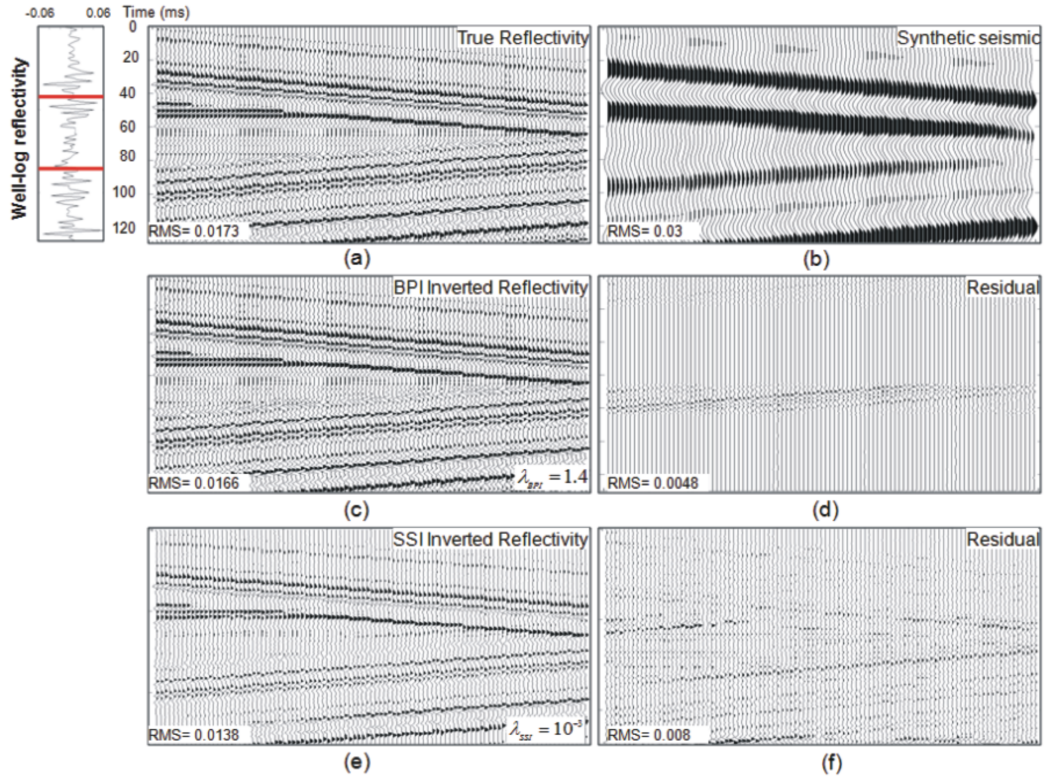 -0.06 0.06 Time (ms)
Well-log reflectivity
0
20
40
60
80
100
120
True Reflectivity
RMS= 0.0173
(a)
Synthetic seismic
RMS= 0.03
(b)
BPI Inverted Reflectivity
RMS= 0.0166
λBPI = 1.4
(c)
Residual
RMS= 0.0048
(d)
SSI Inverted Reflectivity
RMS= 0.0138
λSSI = 10⁻³
(e)
Residual
RMS= 0.008
(f)